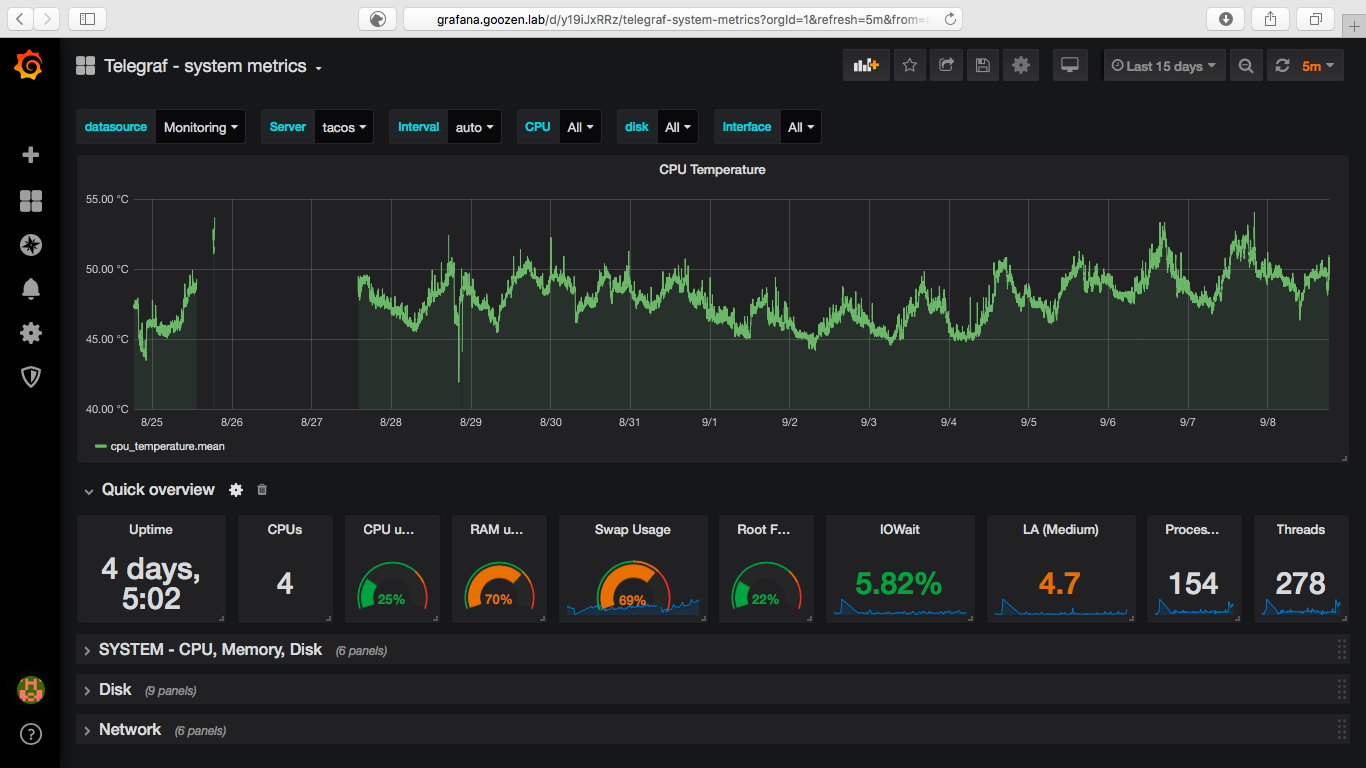 grafana.goozen.lab/d/y19iJxRRz/telegraf-system-metrics?orgId=1&refresh=5m&from=
Telegraf - system metrics
Last 15 days
5m
datasource Monitoring Server tacos Interval auto CPU All disk All Interface All
CPU Temperature
55.00 °C
50.00 °C
45.00 °C
40.00 °C
8/25 8/26 8/27 8/28 8/29 8/30 8/31 9/1 9/2 9/3 9/4 9/5 9/6 9/7 9/8
cpu_temperature.mean
Quick overview
Uptime CPUs CPU u... RAM u... Swap Usage Root F... IOWait LA (Medium) Proces... Threads
4 days,
5:02
4 25% 70% 69% 22% 5.82% 4.7 154 278
SYSTEM - CPU, Memory, Disk (6 panels)
Disk (9 panels)
Network (6 panels)